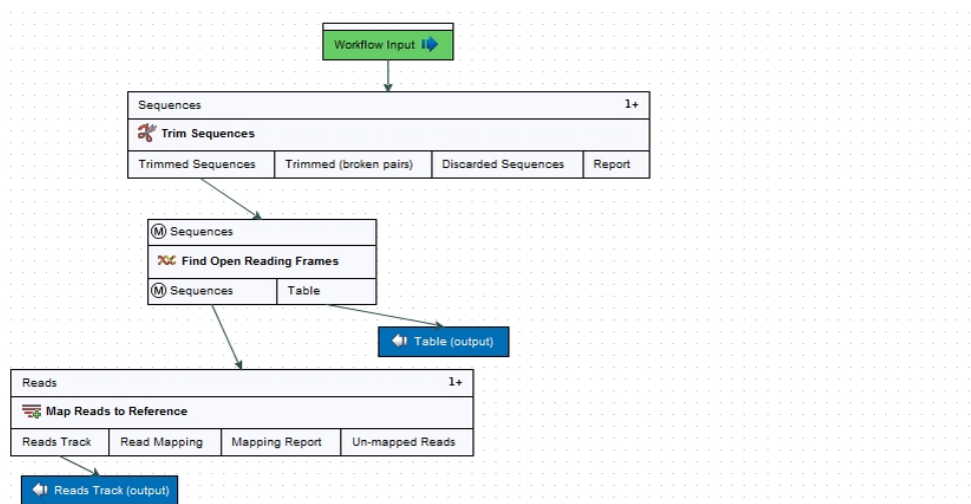 Workflow Input
Sequences 1+
Trim Sequences
Trimmed Sequences Trimmed (broken pairs) Discarded Sequences Report
M Sequences
Find Open Reading Frames
M Sequences Table
Table (output)
Reads 1+
Map Reads to Reference
Reads Track Read Mapping Mapping Report Un-mapped Reads
Reads Track (output)